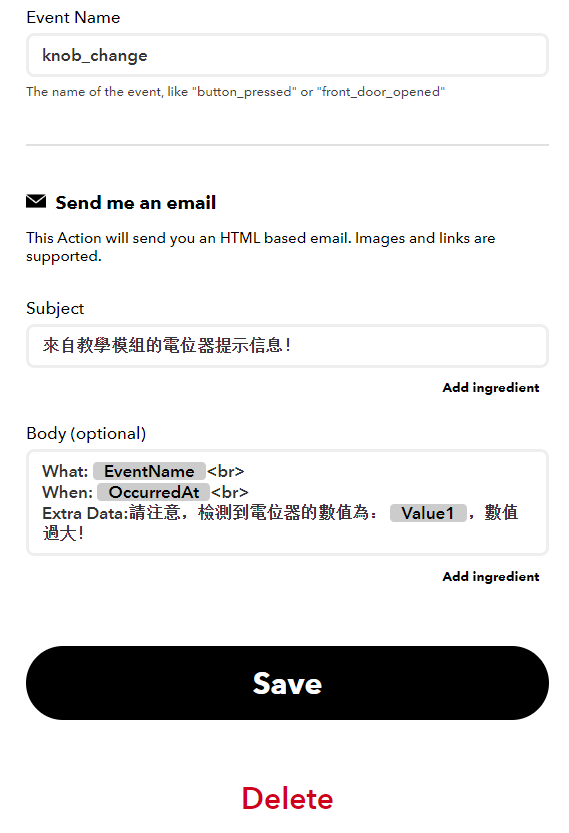 Event Name
knob_change
The name of the event, like "button_pressed" or "front_door_opened"
Send me an email
This Action will send you an HTML based email. Images and links are
supported.
Subject
來自教學模組的電位器提示信息！
Add ingredient
Body (optional)
What: EventName <br>
When: OccurredAt <br>
Extra Data:請注意，檢測到電位器的數值為： Value1 ，數值
過大！
Add ingredient
Save
Delete